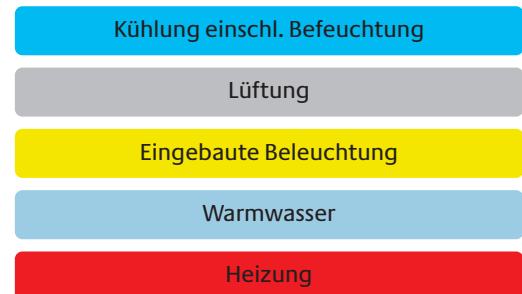 Kühlung einschl. Befeuchtung
Lüftung
Eingebaute Beleuchtung
Warmwasser
Heizung